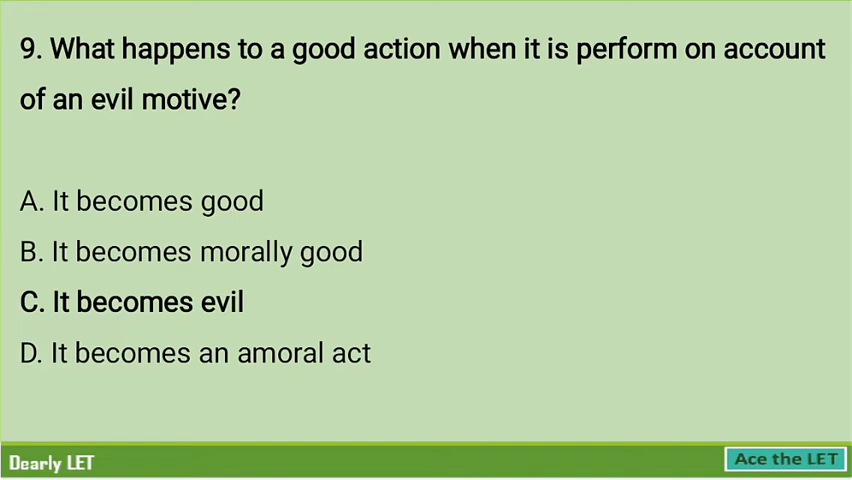 9. What happens to a good action when it is perform on account
of an evil motive?
A. It becomes good
B. It becomes morally good
C. It becomes evil
D. It becomes an amoral act
Dearly LET
Ace the LET